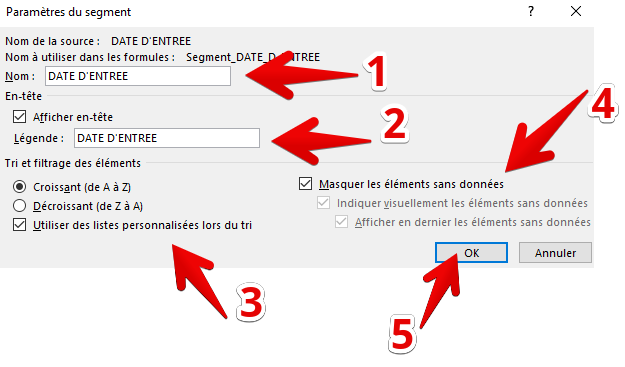 Paramètres du segment ? ×
Nom de la source : DATE D'ENTREE
Nom à utiliser dans les formules : Segment_DATE_D_ENTREE
Nom : DATE D'ENTREE
1
En-tête
Afficher en-tête
Légende : DATE D'ENTREE
2
4
Tri et filtrage des éléments
Croissant (de A à Z)
Décroissant (de Z à A)
Utiliser des listes personnalisées lors du tri
3
Masquer les éléments sans données
Indiquer visuellement les éléments sans données
Afficher en dernier les éléments sans données
OK Annuler
5